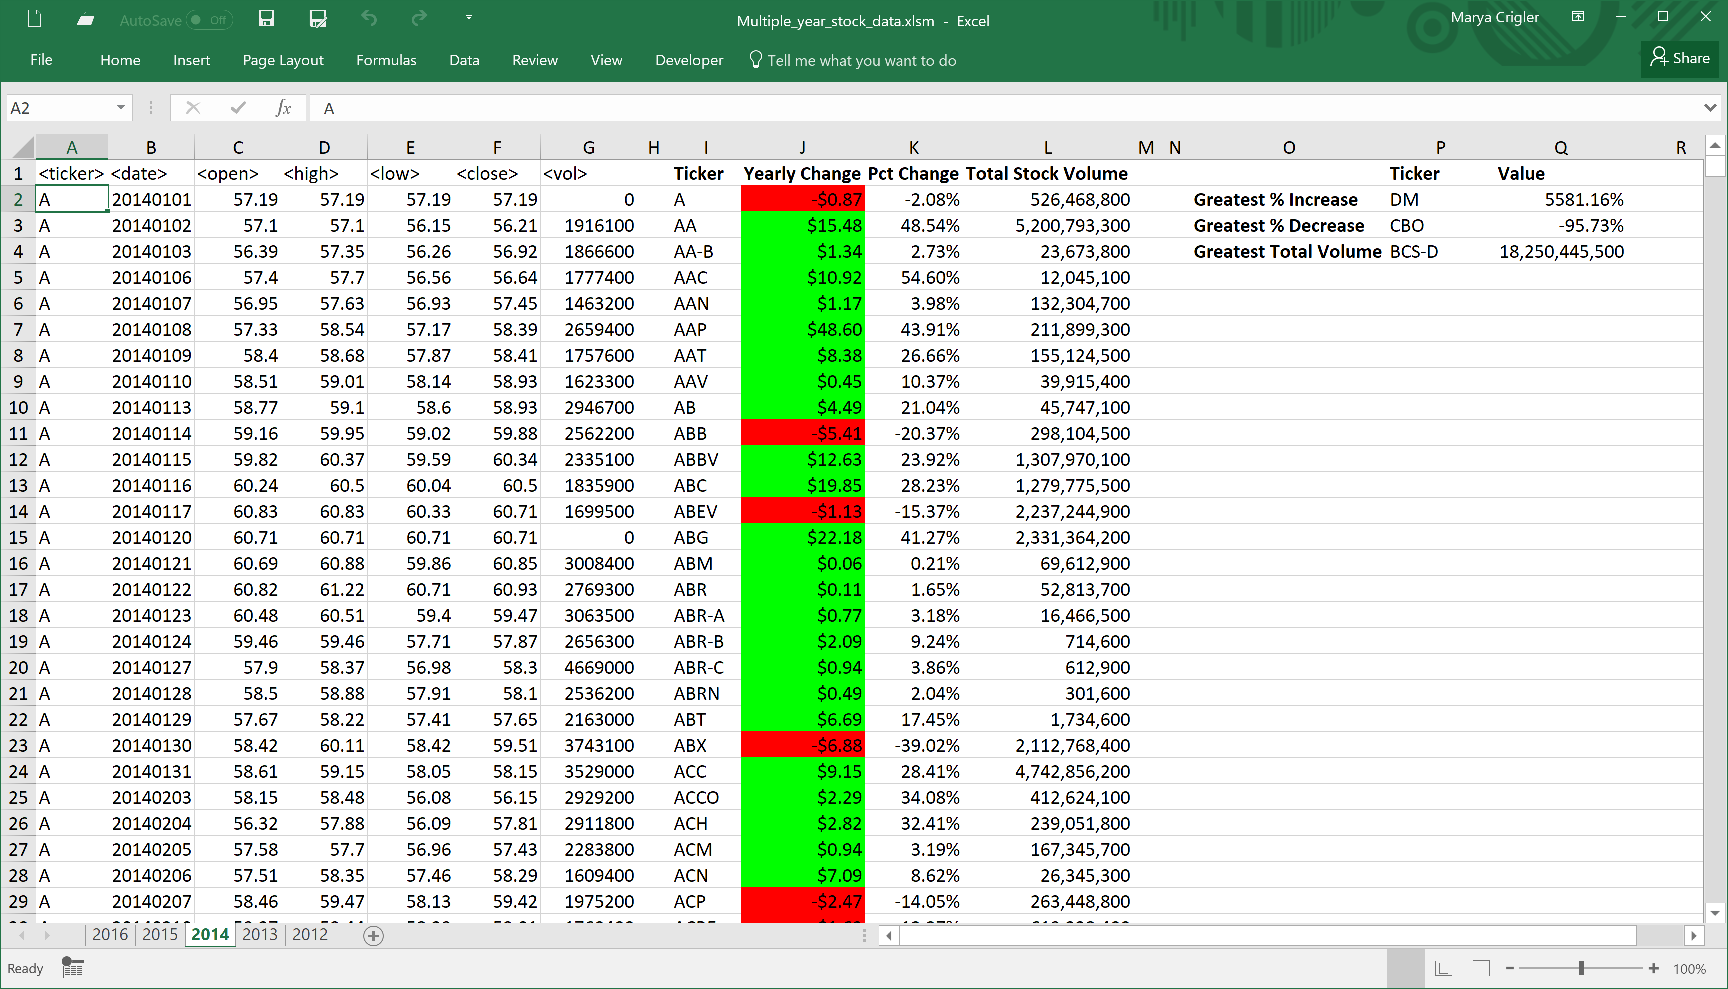 AutoSave Off Multiple_year_stock_data.xlsm - Excel Marya Crigler
File Home Insert Page Layout Formulas Data Review View Developer Tell me what you want to do Share
A2 fx A
A B C D E F G H I J K L M N O P Q R
1 <ticker> <date> <open> <high> <low> <close> <vol> Ticker Yearly Change Pct Change Total Stock Volume Ticker Value
2 A 20140101 57.19 57.19 57.19 57.19 0 A -$0.87 -2.08% 526,468,800 Greatest % Increase DM 5581.16%
3 A 20140102 57.1 57.1 56.15 56.21 1916100 AA $15.48 48.54% 5,200,793,300 Greatest % Decrease CBO -95.73%
4 A 20140103 56.39 57.35 56.26 56.92 1866600 AA-B $1.34 2.73% 23,673,800 Greatest Total Volume BCS-D 18,250,445,500
5 A 20140106 57.4 57.7 56.56 56.64 1777400 AAC $10.92 54.60% 12,045,100
6 A 20140107 56.95 57.63 56.93 57.45 1463200 AAN $1.17 3.98% 132,304,700
7 A 20140108 57.33 58.54 57.17 58.39 2659400 AAP $48.60 43.91% 211,899,300
8 A 20140109 58.4 58.68 57.87 58.41 1757600 AAT $8.38 26.66% 155,124,500
9 A 20140110 58.51 59.01 58.14 58.93 1623300 AAV $0.45 10.37% 39,915,400
10 A 20140113 58.77 59.1 58.6 58.93 2946700 AB $4.49 21.04% 45,747,100
11 A 20140114 59.16 59.95 59.02 59.88 2562200 ABB -$5.41 -20.37% 298,104,500
12 A 20140115 59.82 60.37 59.59 60.34 2335100 ABBV $12.63 23.92% 1,307,970,100
13 A 20140116 60.24 60.5 60.04 60.5 1835900 ABC $19.85 28.23% 1,279,775,500
14 A 20140117 60.83 60.83 60.33 60.71 1699500 ABEV -$1.13 -15.37% 2,237,244,900
15 A 20140120 60.71 60.71 60.71 60.71 0 ABG $22.18 41.27% 2,331,364,200
16 A 20140121 60.69 60.88 59.86 60.85 3008400 ABM $0.06 0.21% 69,612,900
17 A 20140122 60.82 61.22 60.71 60.93 2769300 ABR $0.11 1.65% 52,813,700
18 A 20140123 60.48 60.51 59.4 59.47 3063500 ABR-A $0.77 3.18% 16,466,500
19 A 20140124 59.46 59.46 57.71 57.87 2656300 ABR-B $2.09 9.24% 714,600
20 A 20140127 57.9 58.37 56.98 58.3 4669000 ABR-C $0.94 3.86% 612,900
21 A 20140128 58.5 58.88 57.91 58.1 2536200 ABRN $0.49 2.04% 301,600
22 A 20140129 57.67 58.22 57.41 57.65 2163000 ABT $6.69 17.45% 1,734,600
23 A 20140130 58.42 60.11 58.42 59.51 3743100 ABX -$6.88 -39.02% 2,112,768,400
24 A 20140131 58.61 59.15 58.05 58.15 3529000 ACC $9.15 28.41% 4,742,856,200
25 A 20140203 58.15 58.48 56.08 56.15 2929200 ACCO $2.29 34.08% 412,624,100
26 A 20140204 56.32 57.88 56.09 57.81 2911800 ACH $2.82 32.41% 239,051,800
27 A 20140205 57.58 57.7 56.96 57.43 2283800 ACM $0.94 3.19% 167,345,700
28 A 20140206 57.51 58.35 57.46 58.29 1609400 ACN $7.09 8.62% 26,345,300
29 A 20140207 58.46 59.47 58.13 59.42 1975200 ACP -$2.47 -14.05% 263,448,800
2016 2015 2014 2013 2012
Ready 100%